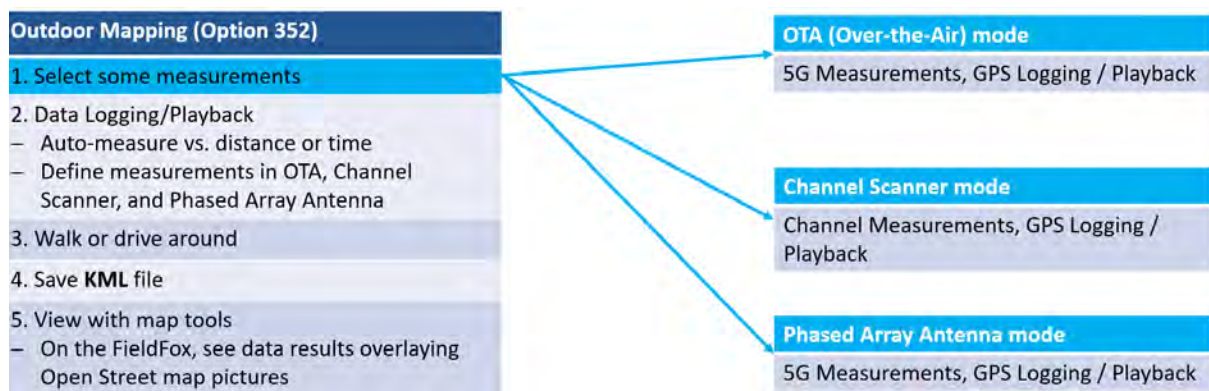 Outdoor Mapping (Option 352)
1. Select some measurements
2. Data Logging/Playback
– Auto-measure vs. distance or time
– Define measurements in OTA, Channel
Scanner, and Phased Array Antenna
3. Walk or drive around
4. Save KML file
5. View with map tools
– On the FieldFox, see data results overlaying
Open Street map pictures
OTA (Over-the-Air) mode
5G Measurements, GPS Logging / Playback
Channel Scanner mode
Channel Measurements, GPS Logging /
Playback
Phased Array Antenna mode
5G Measurements, GPS Logging / Playback